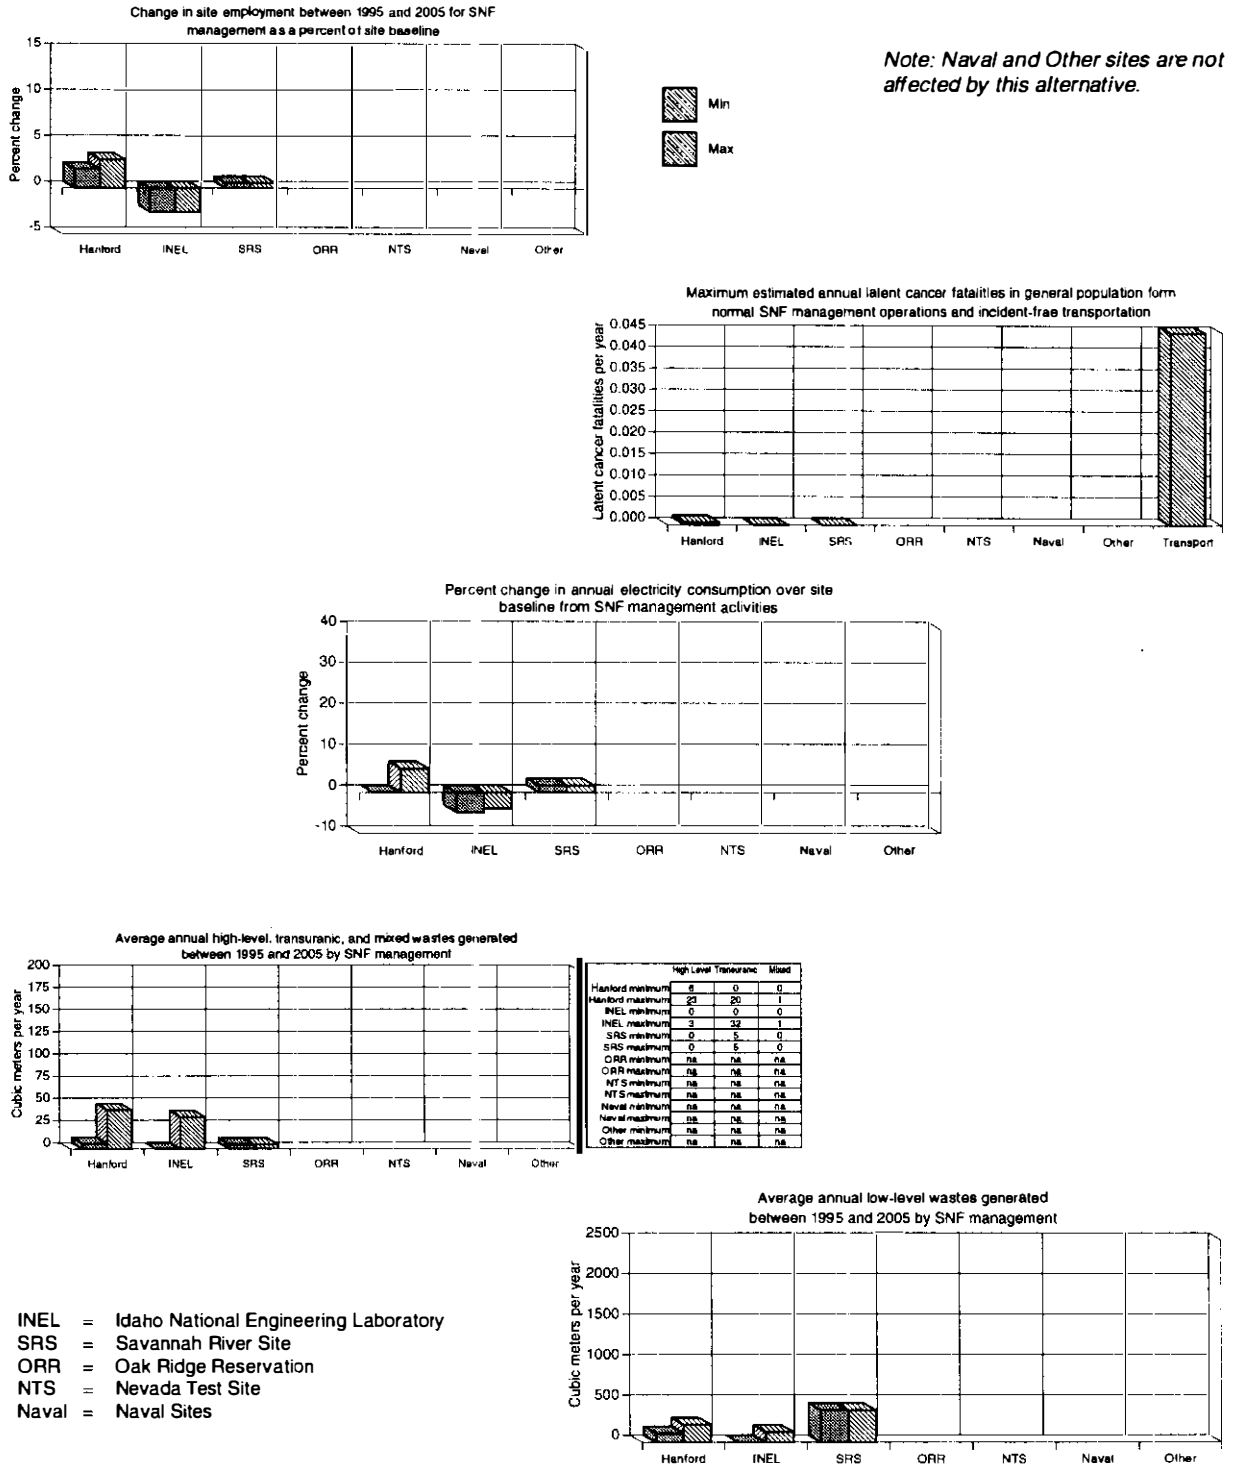 Change in site employment between 1995 and 2005 for SNF
management as a percent of site baseline
15
10
5
0
-5
Percent change
Hanford INEL SRS ORR NTS Naval Other
Note: Naval and Other sites are not
affected by this alternative.
Min
Max
Maximum estimated annual latent cancer fatalities in general population form
normal SNF management operations and incident-frae transportation
0.045
0.040
0.035
0.030
0.025
0.020
0.015
0.010
0.005
0.000
Latent cancer fatalities per year
Hanford INEL SRS ORR NTS Naval Other Transport
Percent change in annual electricity consumption over site
baseline from SNF management activities
40
30
20
10
0
-10
Percent change
Hanford INEL SRS ORR NTS Naval Other
Average annual high-level, transuranic, and mixed wastes generated
between 1995 and 2005 by SNF management
200
175
150
125
100
75
50
25
0
Cubic meters per year
Hanford INEL SRS ORR NTS Naval Other
High Level Transuranic Mixed
Hanford minimum 6 0 0
Hanford maximum 23 20 1
INEL minimum 0 0 0
INEL maximum 3 32 1
SRS minimum 0 5 0
SRS maximum 0 5 0
ORR minimum na na na
ORR maximum na na na
NTS minimum na na na
NTS maximum na na na
Naval minimum na na na
Naval maximum na na na
Other minimum na na na
Other maximum na na na
Average annual low-level wastes generated
between 1995 and 2005 by SNF management
2500
2000
1500
1000
500
0
Cubic meters per year
Hanford INEL SRS ORR NTS Naval Other
INEL = Idaho National Engineering Laboratory
SRS = Savannah River Site
ORR = Oak Ridge Reservation
NTS = Nevada Test Site
Naval = Naval Sites